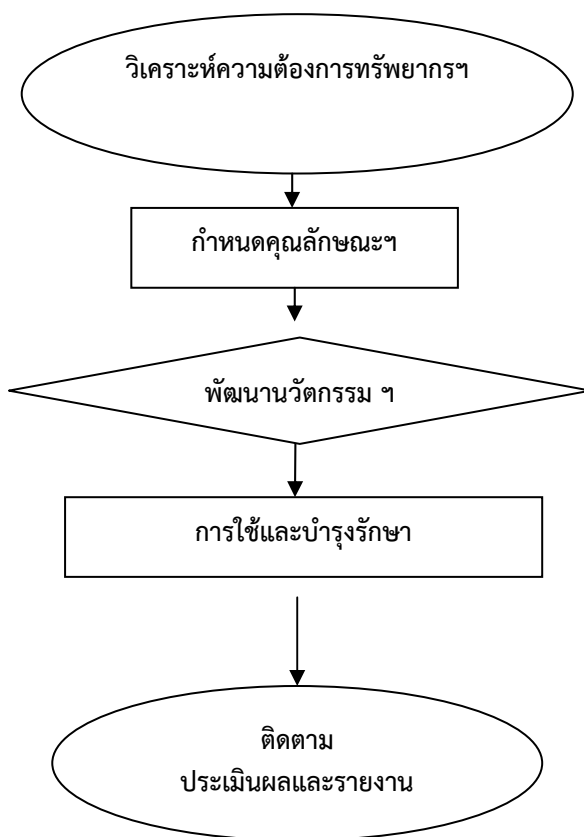 วิเคราะห์ความต้องการทรัพยากรฯ
กำหนดคุณลักษณะฯ
พัฒนานวัตกรรม ฯ
การใช้และบำรุงรักษา
ติดตาม
ประเมินผลและรายงาน